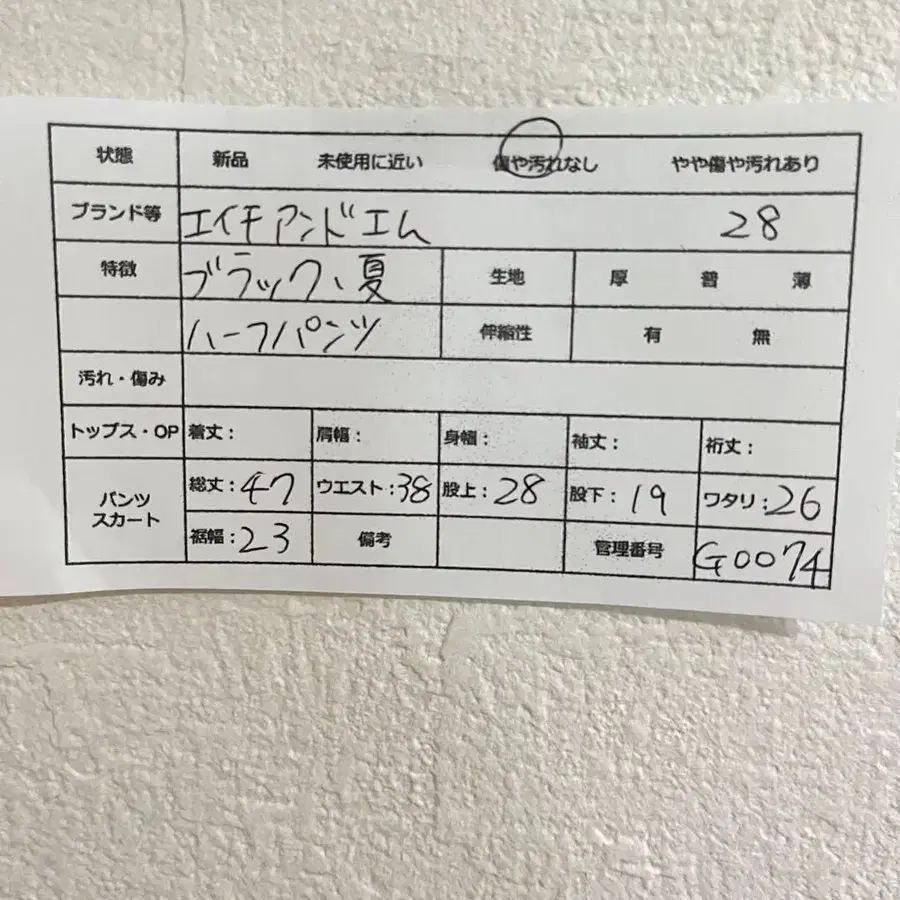 状態 新品 未使用に近い 傷や汚れなし やや傷や汚れあり
ブランド等 エイチアンドエム 28
特徴 ブラック、夏 生地 厚 普 薄
ハーフパンツ 伸縮性 有 無
汚れ・傷み
トップス・OP 着丈: 肩幅: 身幅: 袖丈: 裄丈:
パンツ スカート 総丈:47 ウエスト:38 股上:28 股下:19 ワタリ:26
裾幅:23 備考 管理番号 G0074